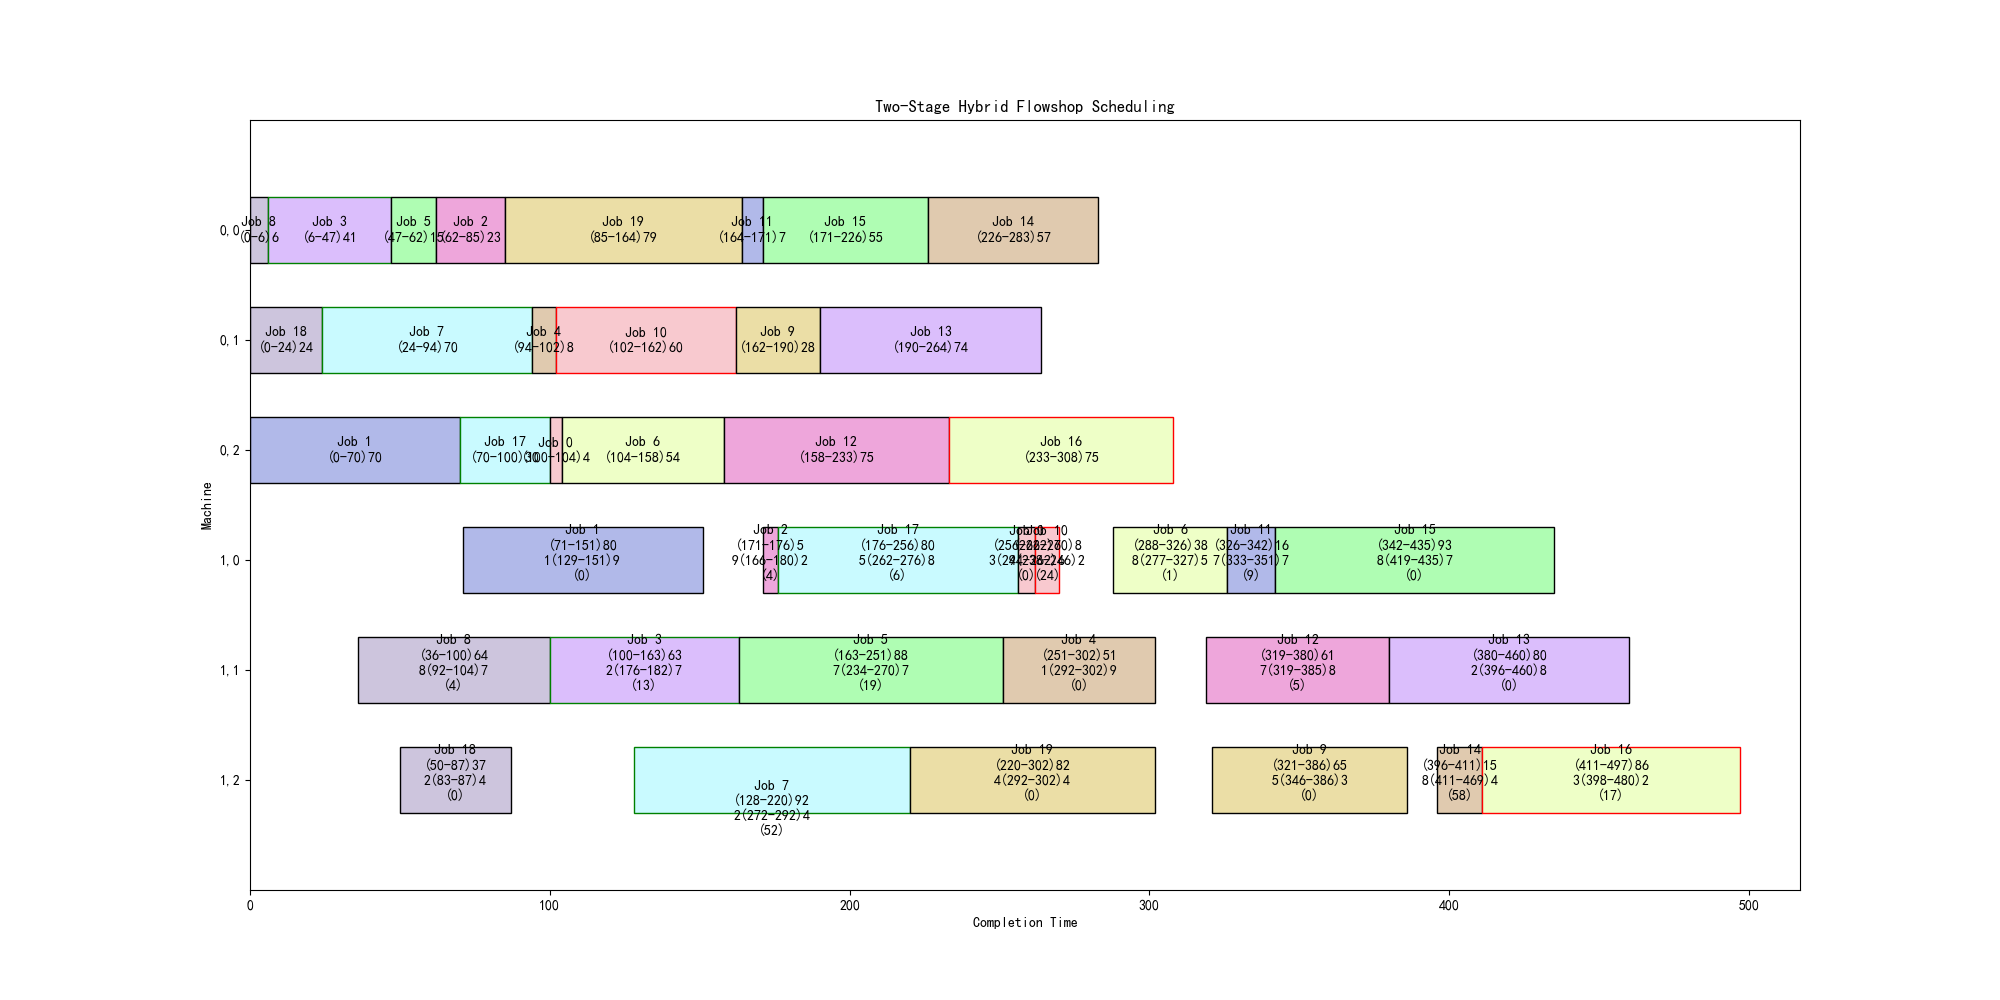 Two-Stage Hybrid Flowshop Scheduling
0,0
Job 8
(0-6)6
Job 3
(6-47)41
Job 5
(47-62)15
Job 2
(62-85)23
Job 19
(85-164)79
Job 11
(164-171)7
Job 15
(171-226)55
Job 14
(226-283)57
0,1
Job 18
(0-24)24
Job 7
(24-94)70
Job 4
(94-102)8
Job 10
(102-162)60
Job 9
(162-190)28
Job 13
(190-264)74
0,2
Job 1
(0-70)70
Job 17
(70-100)30
Job 0
(100-104)4
Job 6
(104-158)54
Job 12
(158-233)75
Job 16
(233-308)75
Machine
1,0
Job 1
(71-151)80
1(129-151)9
(0)
Job 2
(171-176)5
9(166-180)2
(4)
Job 17
(176-256)80
5(262-276)8
(6)
Job 0
(0)
Job 10
(24)
Job 6
(288-326)38
8(277-327)5
(1)
Job 11
(326-342)16
7(333-351)7
(9)
Job 15
(342-435)93
8(419-435)7
(0)
1,1
Job 8
(36-100)64
8(92-104)7
(4)
Job 3
(100-163)63
2(176-182)7
(13)
Job 5
(163-251)88
7(234-270)7
(19)
Job 4
(251-302)51
1(292-302)9
(0)
Job 12
(319-380)61
7(319-385)8
(5)
Job 13
(380-460)80
2(396-460)8
(0)
1,2
Job 18
(50-87)37
2(83-87)4
(0)
Job 7
(128-220)92
2(272-292)4
(52)
Job 19
(220-302)82
4(292-302)4
(0)
Job 9
(321-386)65
5(346-386)3
(0)
Job 14
(396-411)15
8(411-469)4
(58)
Job 16
(411-497)86
3(398-480)2
(17)
0
100
200
300
400
500
Completion Time